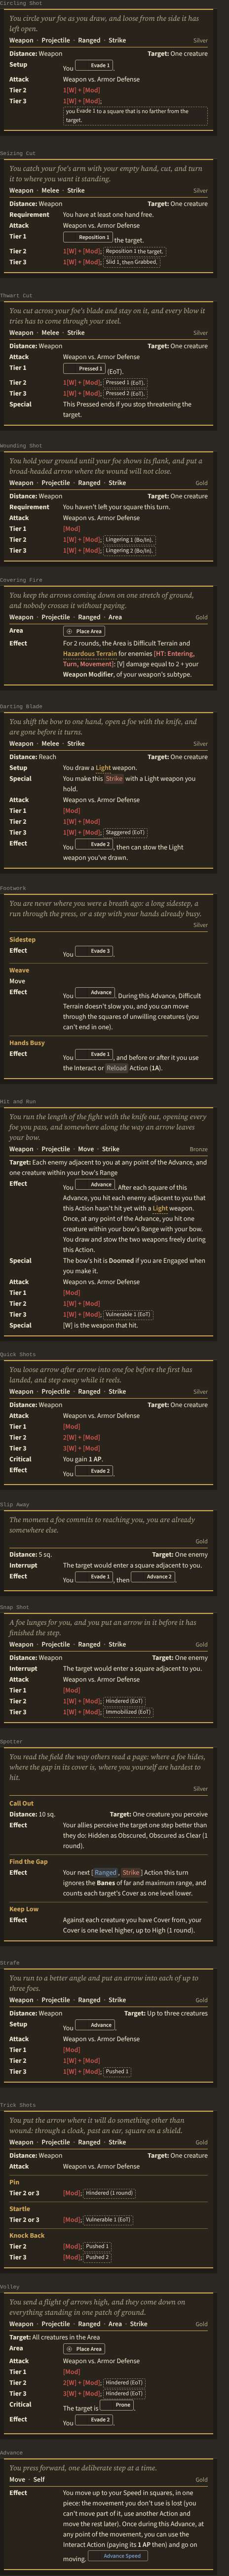 Circling Shot
You circle your foe as you draw, and loose from the side it has
left open.
Weapon · Projectile · Ranged · Strike Silver
Distance: Weapon Target: One creature
Setup You Evade 1.
Attack Weapon vs. Armor Defense
Tier 2 1[W] + [Mod]
Tier 3 1[W] + [Mod];
you Evade 1 to a square that is no farther from the
target.
Seizing Cut
You catch your foe's arm with your empty hand, cut, and turn
it to where you want it standing.
Weapon · Melee · Strike Silver
Distance: Weapon Target: One creature
Requirement You have at least one hand free.
Attack Weapon vs. Armor Defense
Tier 1 Reposition 1 the target.
Tier 2 1[W] + [Mod]; Reposition 1 the target.
Tier 3 1[W] + [Mod]; Slid 1, then Grabbed.
Thwart Cut
You cut across your foe's blade and stay on it, and every blow it
tries has to come through your steel.
Weapon · Melee · Strike Silver
Distance: Weapon Target: One creature
Attack Weapon vs. Armor Defense
Tier 1 Pressed 1 (EoT).
Tier 2 1[W] + [Mod]; Pressed 1 (EoT).
Tier 3 1[W] + [Mod]; Pressed 2 (EoT).
Special This Pressed ends if you stop threatening the
target.
Wounding Shot
You hold your ground until your foe shows its flank, and put a
broad-headed arrow where the wound will not close.
Weapon · Projectile · Ranged · Strike Gold
Distance: Weapon Target: One creature
Requirement You haven't left your square this turn.
Attack Weapon vs. Armor Defense
Tier 1 [Mod]
Tier 2 1[W] + [Mod]; Lingering 1 (Bo/In).
Tier 3 1[W] + [Mod]; Lingering 2 (Bo/In).
Covering Fire
You keep the arrows coming down on one stretch of ground,
and nobody crosses it without paying.
Weapon · Projectile · Ranged · Area Gold
Area Place Area
Effect For 2 rounds, the Area is Difficult Terrain and
Hazardous Terrain for enemies [HT: Entering,
Turn, Movement]: [V] damage equal to 2 + your
Weapon Modifier, of your weapon's subtype.
Darting Blade
You shift the bow to one hand, open a foe with the knife, and
are gone before it turns.
Weapon · Melee · Strike Silver
Distance: Reach Target: One creature
Setup You draw a Light weapon.
Special You make this Strike with a Light weapon you
hold.
Attack Weapon vs. Armor Defense
Tier 1 [Mod]
Tier 2 1[W] + [Mod]
Tier 3 1[W] + [Mod]; Staggered (EoT)
Effect You Evade 2, then can stow the Light
weapon you've drawn.
Footwork
You are never where you were a breath ago: a long sidestep, a
run through the press, or a step with your hands already busy.
Silver
Sidestep
Effect You Evade 3.
Weave
Move
Effect You Advance. During this Advance, Difficult
Terrain doesn't slow you, and you can move
through the squares of unwilling creatures (you
can't end in one).
Hands Busy
Effect You Evade 1, and before or after it you use
the Interact or Reload Action (1A).
Hit and Run
You run the length of the fight with the knife out, opening every
foe you pass, and somewhere along the way an arrow leaves
your bow.
Weapon · Projectile · Move · Strike Bronze
Target: Each enemy adjacent to you at any point of the Advance, and
one creature within your bow's Range
Effect You Advance. After each square of this
Advance, you hit each enemy adjacent to you that
this Action hasn't hit yet with a Light weapon.
Once, at any point of the Advance, you hit one
creature within your bow's Range with your bow.
You draw and stow the two weapons freely during
this Action.
Special The bow's hit is Doomed if you are Engaged when
you make it.
Attack Weapon vs. Armor Defense
Tier 1 [Mod]
Tier 2 1[W] + [Mod]
Tier 3 1[W] + [Mod]; Vulnerable 1 (EoT)
Special [W] is the weapon that hit.
Quick Shots
You loose arrow after arrow into one foe before the first has
landed, and step away while it reels.
Weapon · Projectile · Ranged · Strike Silver
Distance: Weapon Target: One creature
Attack Weapon vs. Armor Defense
Tier 1 [Mod]
Tier 2 2[W] + [Mod]
Tier 3 3[W] + [Mod]
Critical You gain 1 AP.
Effect You Evade 2.
Slip Away
The moment a foe commits to reaching you, you are already
somewhere else.
Gold
Distance: 5 sq. Target: One enemy
Interrupt The target would enter a square adjacent to you.
Effect You Evade 1, then Advance 2.
Snap Shot
A foe lunges for you, and you put an arrow in it before it has
finished the step.
Weapon · Projectile · Ranged · Strike Gold
Distance: Weapon Target: One enemy
Interrupt The target would enter a square adjacent to you.
Attack Weapon vs. Armor Defense
Tier 1 [Mod]
Tier 2 1[W] + [Mod]; Hindered (EoT)
Tier 3 1[W] + [Mod]; Immobilized (EoT)
Spotter
You read the field the way others read a page: where a foe hides,
where the gap in its cover is, where you yourself are hardest to
hit.
Silver
Call Out
Distance: 10 sq. Target: One creature you perceive
Effect Your allies perceive the target one step better than
they do: Hidden as Obscured, Obscured as Clear (1
round).
Find the Gap
Effect Your next [Ranged, Strike] Action this turn
ignores the Banes of far and maximum range, and
counts each target's Cover as one level lower.
Keep Low
Effect Against each creature you have Cover from, your
Cover is one level higher, up to High (1 round).
Strafe
You run to a better angle and put an arrow into each of up to
three foes.
Weapon · Projectile · Ranged · Strike Gold
Distance: Weapon Target: Up to three creatures
Setup You Advance.
Attack Weapon vs. Armor Defense
Tier 1 [Mod]
Tier 2 1[W] + [Mod]
Tier 3 1[W] + [Mod]; Pushed 1
Trick Shots
You put the arrow where it will do something other than
wound: through a cloak, past an ear, square on a shield.
Weapon · Projectile · Ranged · Strike Gold
Distance: Weapon Target: One creature
Attack Weapon vs. Armor Defense
Pin
Tier 2 or 3 [Mod]; Hindered (1 round)
Startle
Tier 2 or 3 [Mod]; Vulnerable 1 (EoT)
Knock Back
Tier 2 [Mod]; Pushed 1
Tier 3 [Mod]; Pushed 2
Volley
You send a flight of arrows high, and they come down on
everything standing in one patch of ground.
Weapon · Projectile · Ranged · Area · Strike Gold
Target: All creatures in the Area
Area Place Area
Attack Weapon vs. Armor Defense
Tier 1 [Mod]
Tier 2 2[W] + [Mod]; Hindered (EoT)
Tier 3 3[W] + [Mod]; Hindered (EoT)
Critical The target is Prone.
Effect You Evade 2.
Advance
You press forward, one deliberate step at a time.
Move · Self Gold
Effect You move up to your Speed in squares, in one
piece: the movement you don't use is lost (you
can't move part of it, use another Action and
move the rest later). Once during this Advance, at
any point of the movement, you can use the
Interact Action (paying its 1 AP then) and go on
moving. Advance Speed